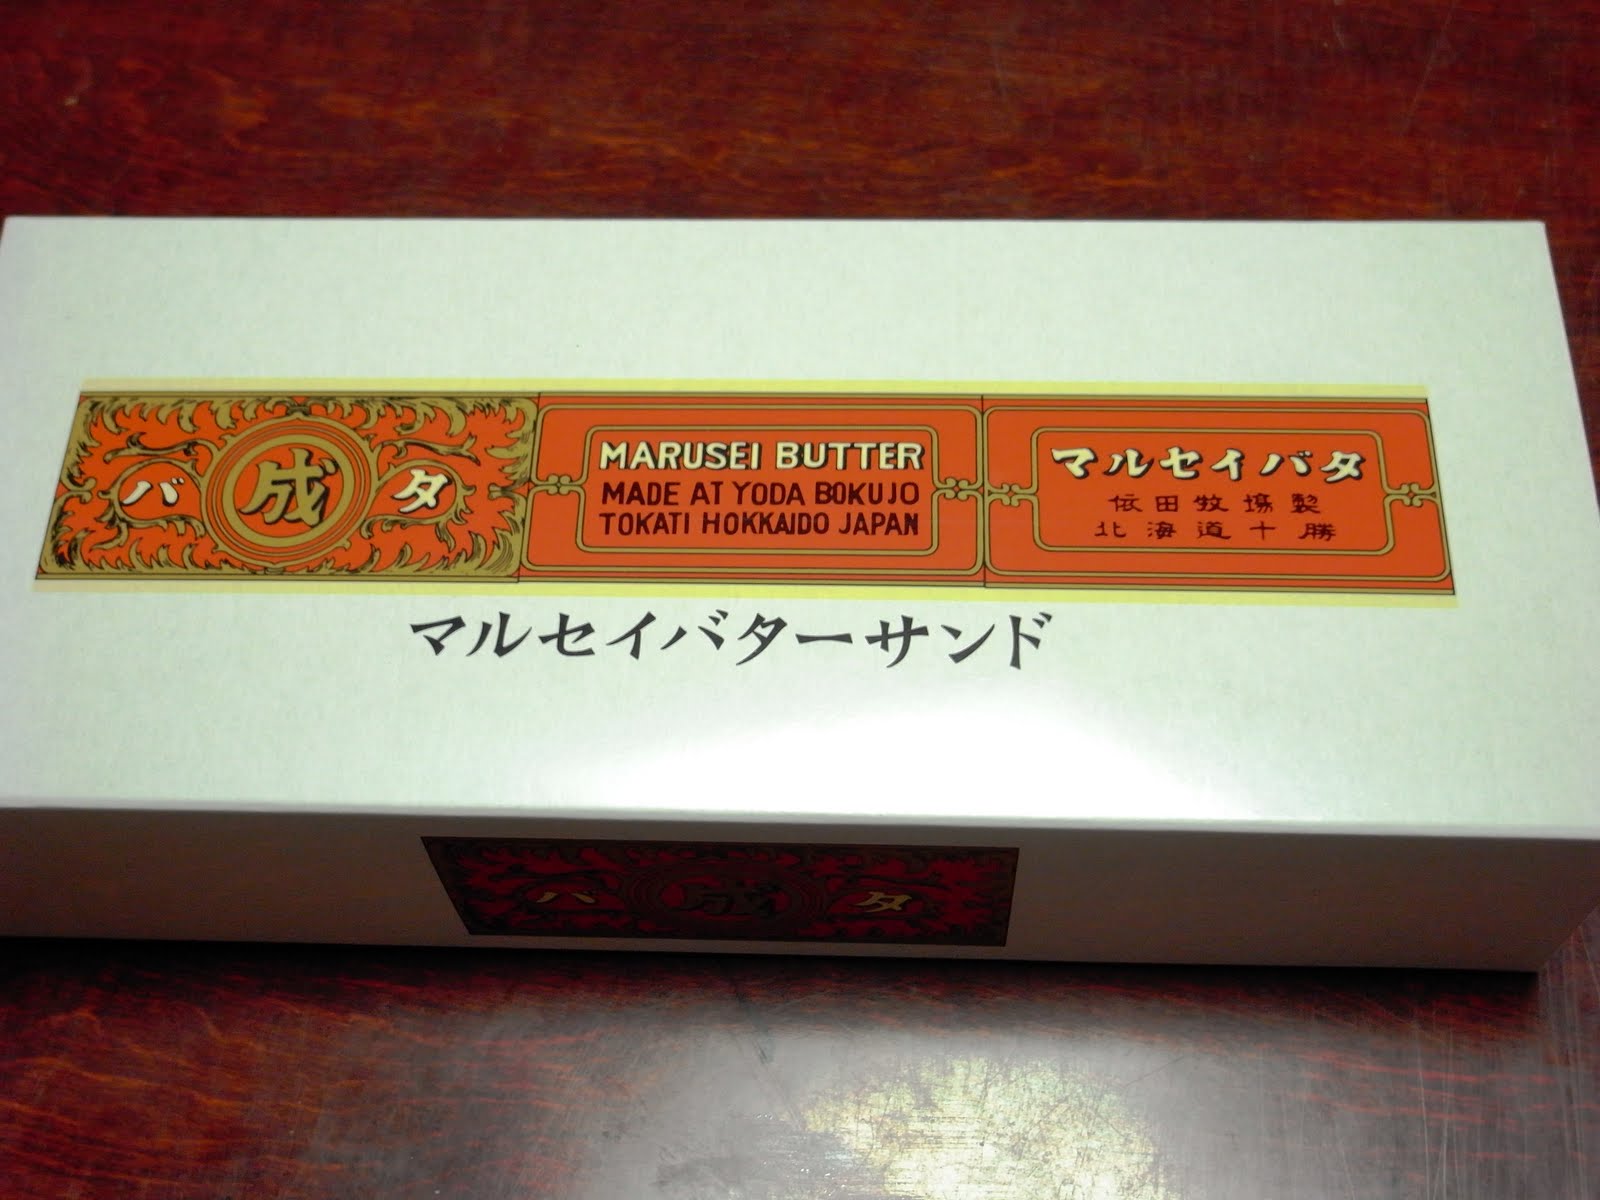 バ 成 タ
MARUSEI BUTTER
MADE AT YODA BOKUJO
TOKATI HOKKAIDO JAPAN
マルセイバタ
依田牧場製
北海道十勝
マルセイバターサンド
バ 成 タ